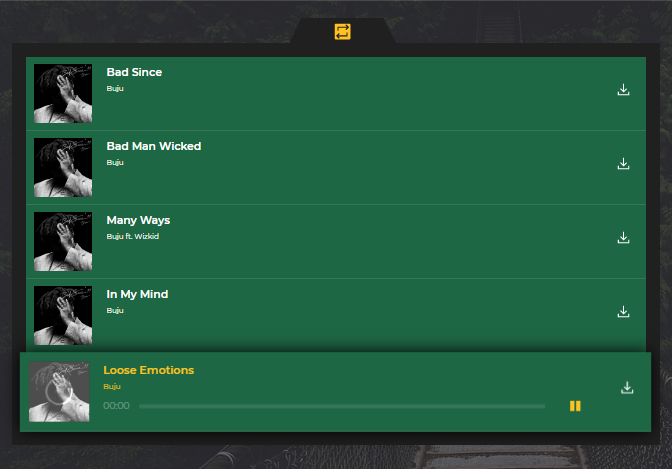 Bad Since
Buju
Bad Man Wicked
Buju
Many Ways
Buju ft. Wizkid
In My Mind
Buju
Loose Emotions
Buju
00:00